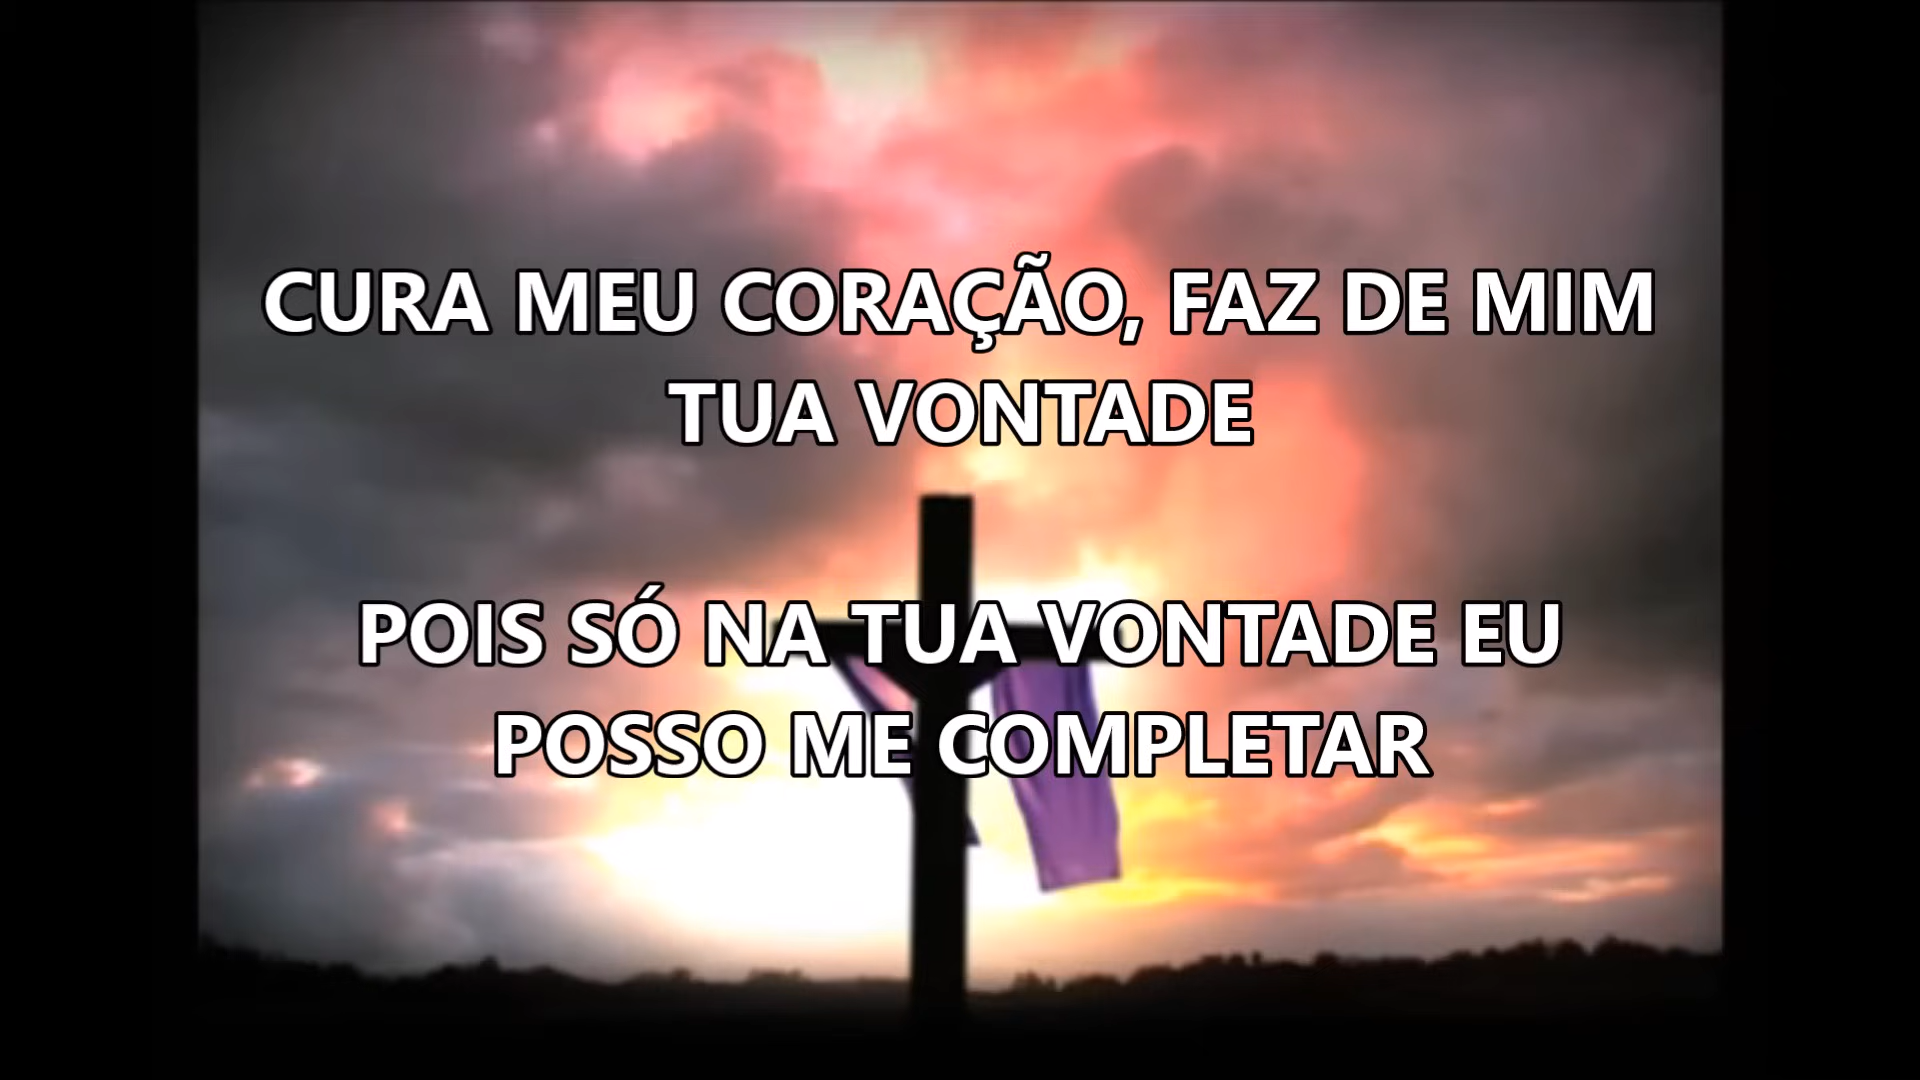 CURA MEU CORAÇÃO, FAZ DE MIM
TUA VONTADE
POIS SÓ NA TUA VONTADE EU
POSSO ME COMPLETAR